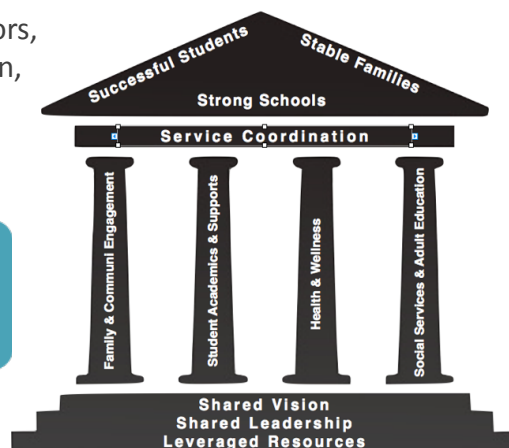 ors,
n,
Successful Students
Stable Families
Strong Schools
Service Coordination
Family & Communi Engagement
Student Academics & Supports
Health & Wellness
Social Services & Adult Education
Shared Vision
Shared Leadership
Leveraged Resources